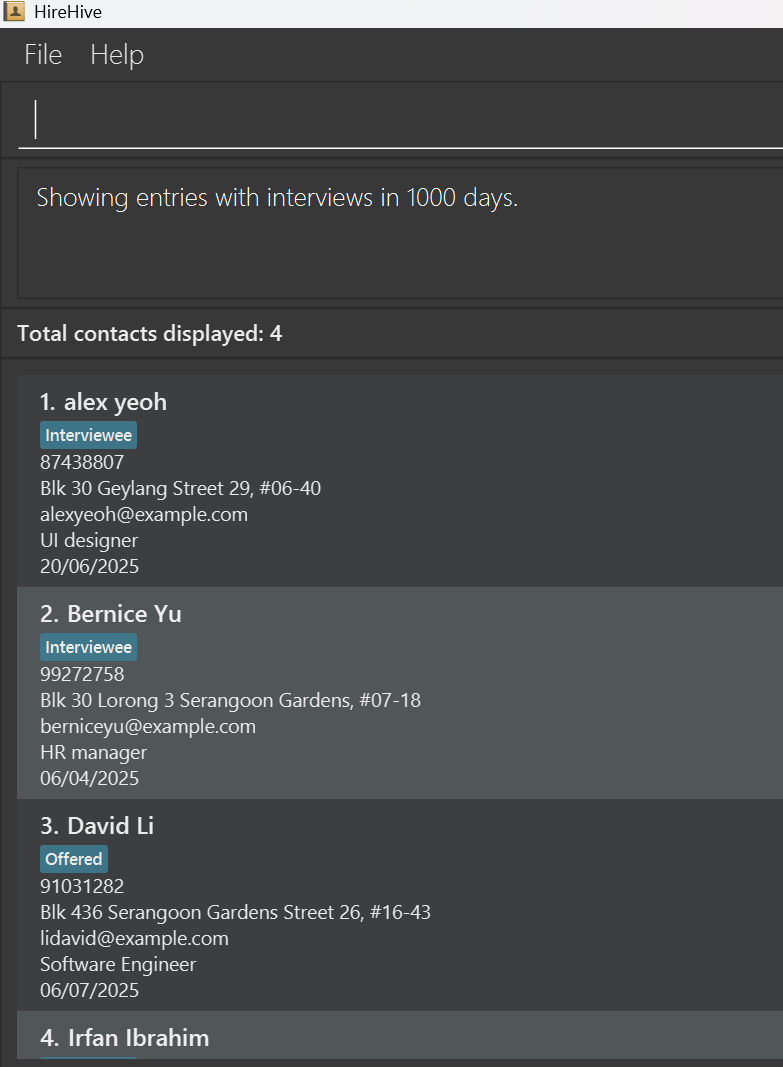 HireHive
File Help
Showing entries with interviews in 1000 days.
Total contacts displayed: 4
1. alex yeoh
Interviewee
87438807
Blk 30 Geylang Street 29, #06-40
alexyeoh@example.com
UI designer
20/06/2025
2. Bernice Yu
Interviewee
99272758
Blk 30 Lorong 3 Serangoon Gardens, #07-18
berniceyu@example.com
HR manager
06/04/2025
3. David Li
Offered
91031282
Blk 436 Serangoon Gardens Street 26, #16-43
lidavid@example.com
Software Engineer
06/07/2025
4. Irfan Ibrahim